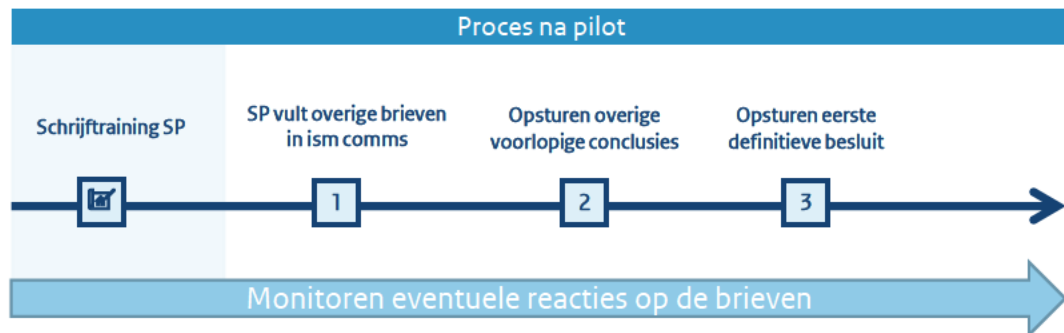 Proces na pilot
Schrijftraining SP
SP vult overige brieven
in ism comms
Opsturen overige
voorlopige conclusies
Opsturen eerste
definitieve besluit
1
2
3
Monitoren eventuele reacties op de brieven